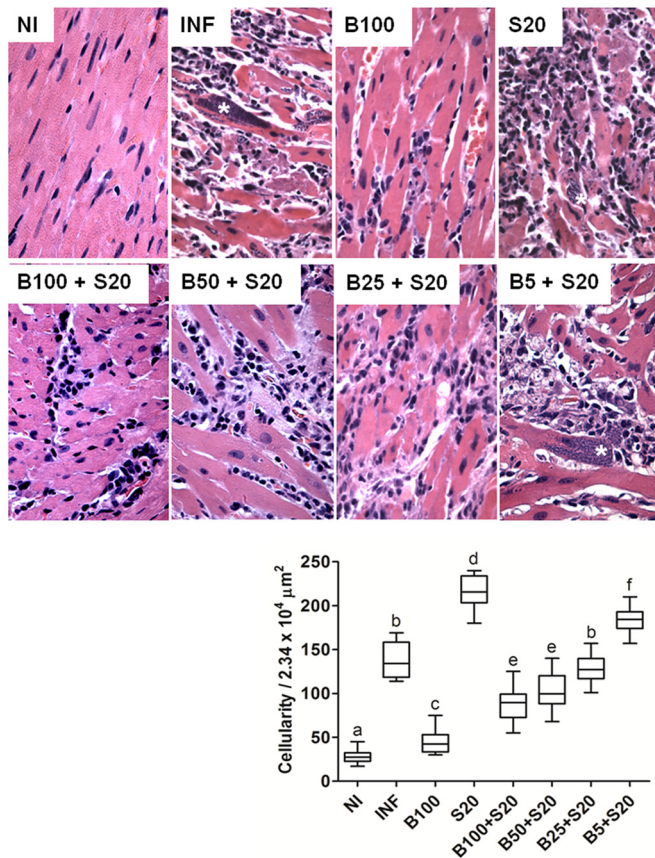 NI INF B100 S20
*
*
B100 + S20 B50 + S20 B25 + S20 B5 + S20
*
Cellularity / 2.34 x 10⁴ µm²
250
200
150
100
50
0
a
b
c
d
e
e
b
f
NI
INF
B100
S20
B100+S20
B50+S20
B25+S20
B5+S20